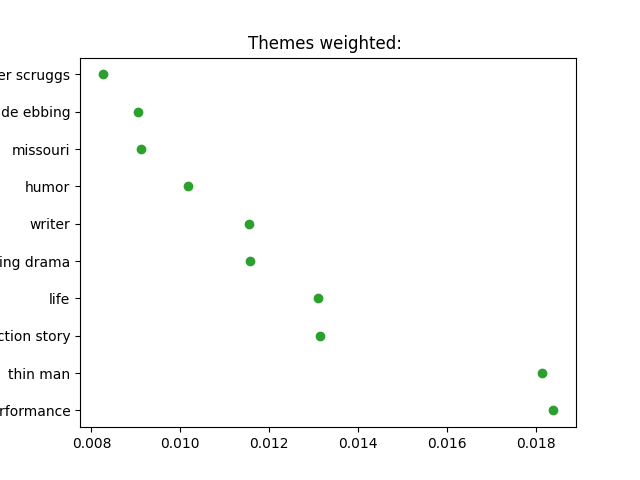 Themes weighted:
er scruggs
de ebbing
missouri
humor
writer
ing drama
life
ction story
thin man
rformance
0.008 0.010 0.012 0.014 0.016 0.018